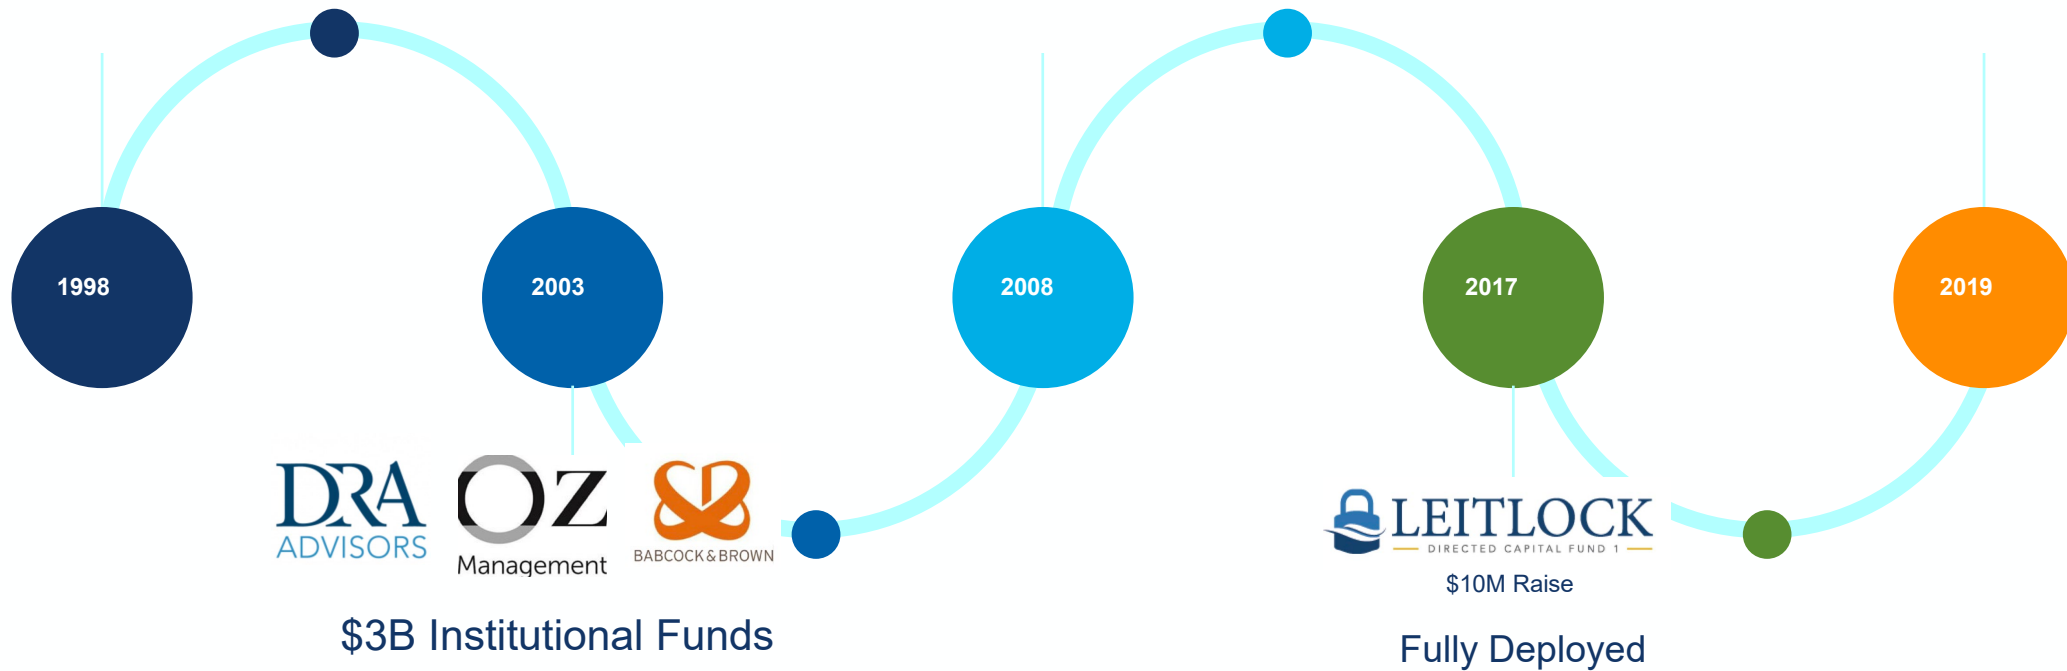 1998
2003
2008
2017
2019
DRA
ADVISORS
OZ
Management
BABCOCK & BROWN
$3B Institutional Funds
LEITLOCK
DIRECTED CAPITAL FUND 1
$10M Raise
Fully Deployed